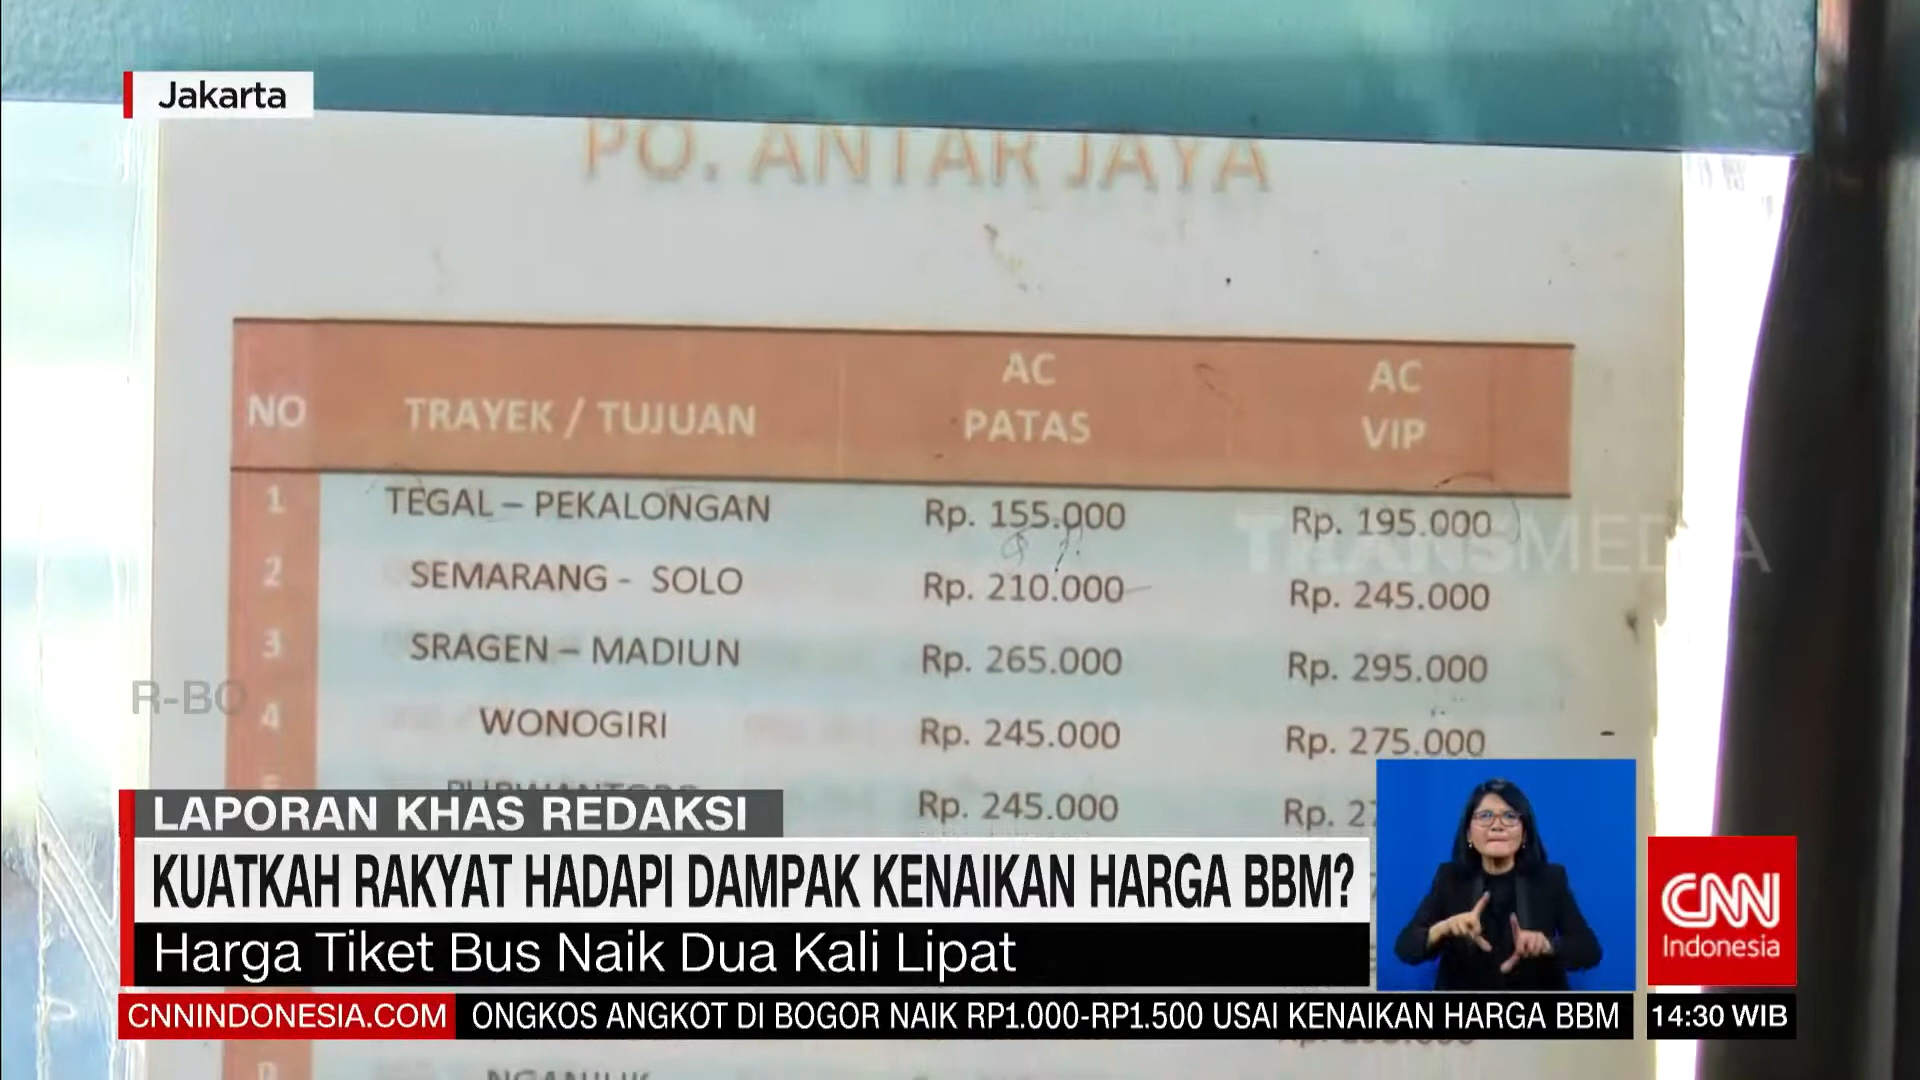 Jakarta
PO. ANTAR JAYA
NO TRAYEK / TUJUAN AC PATAS AC VIP
1 TEGAL – PEKALONGAN Rp. 155.000 Rp. 195.000
TRANSMEDIA
2 SEMARANG - SOLO Rp. 210.000 Rp. 245.000
3 SRAGEN – MADIUN Rp. 265.000 Rp. 295.000
R-BO
4 WONOGIRI Rp. 245.000 Rp. 275.000
Rp. 245.000 Rp. 27
LAPORAN KHAS REDAKSI
KUATKAH RAKYAT HADAPI DAMPAK KENAIKAN HARGA BBM?
Harga Tiket Bus Naik Dua Kali Lipat
CNN Indonesia
CNNINDONESIA.COM ONGKOS ANGKOT DI BOGOR NAIK RP1.000-RP1.500 USAI KENAIKAN HARGA BBM 14:30 WIB